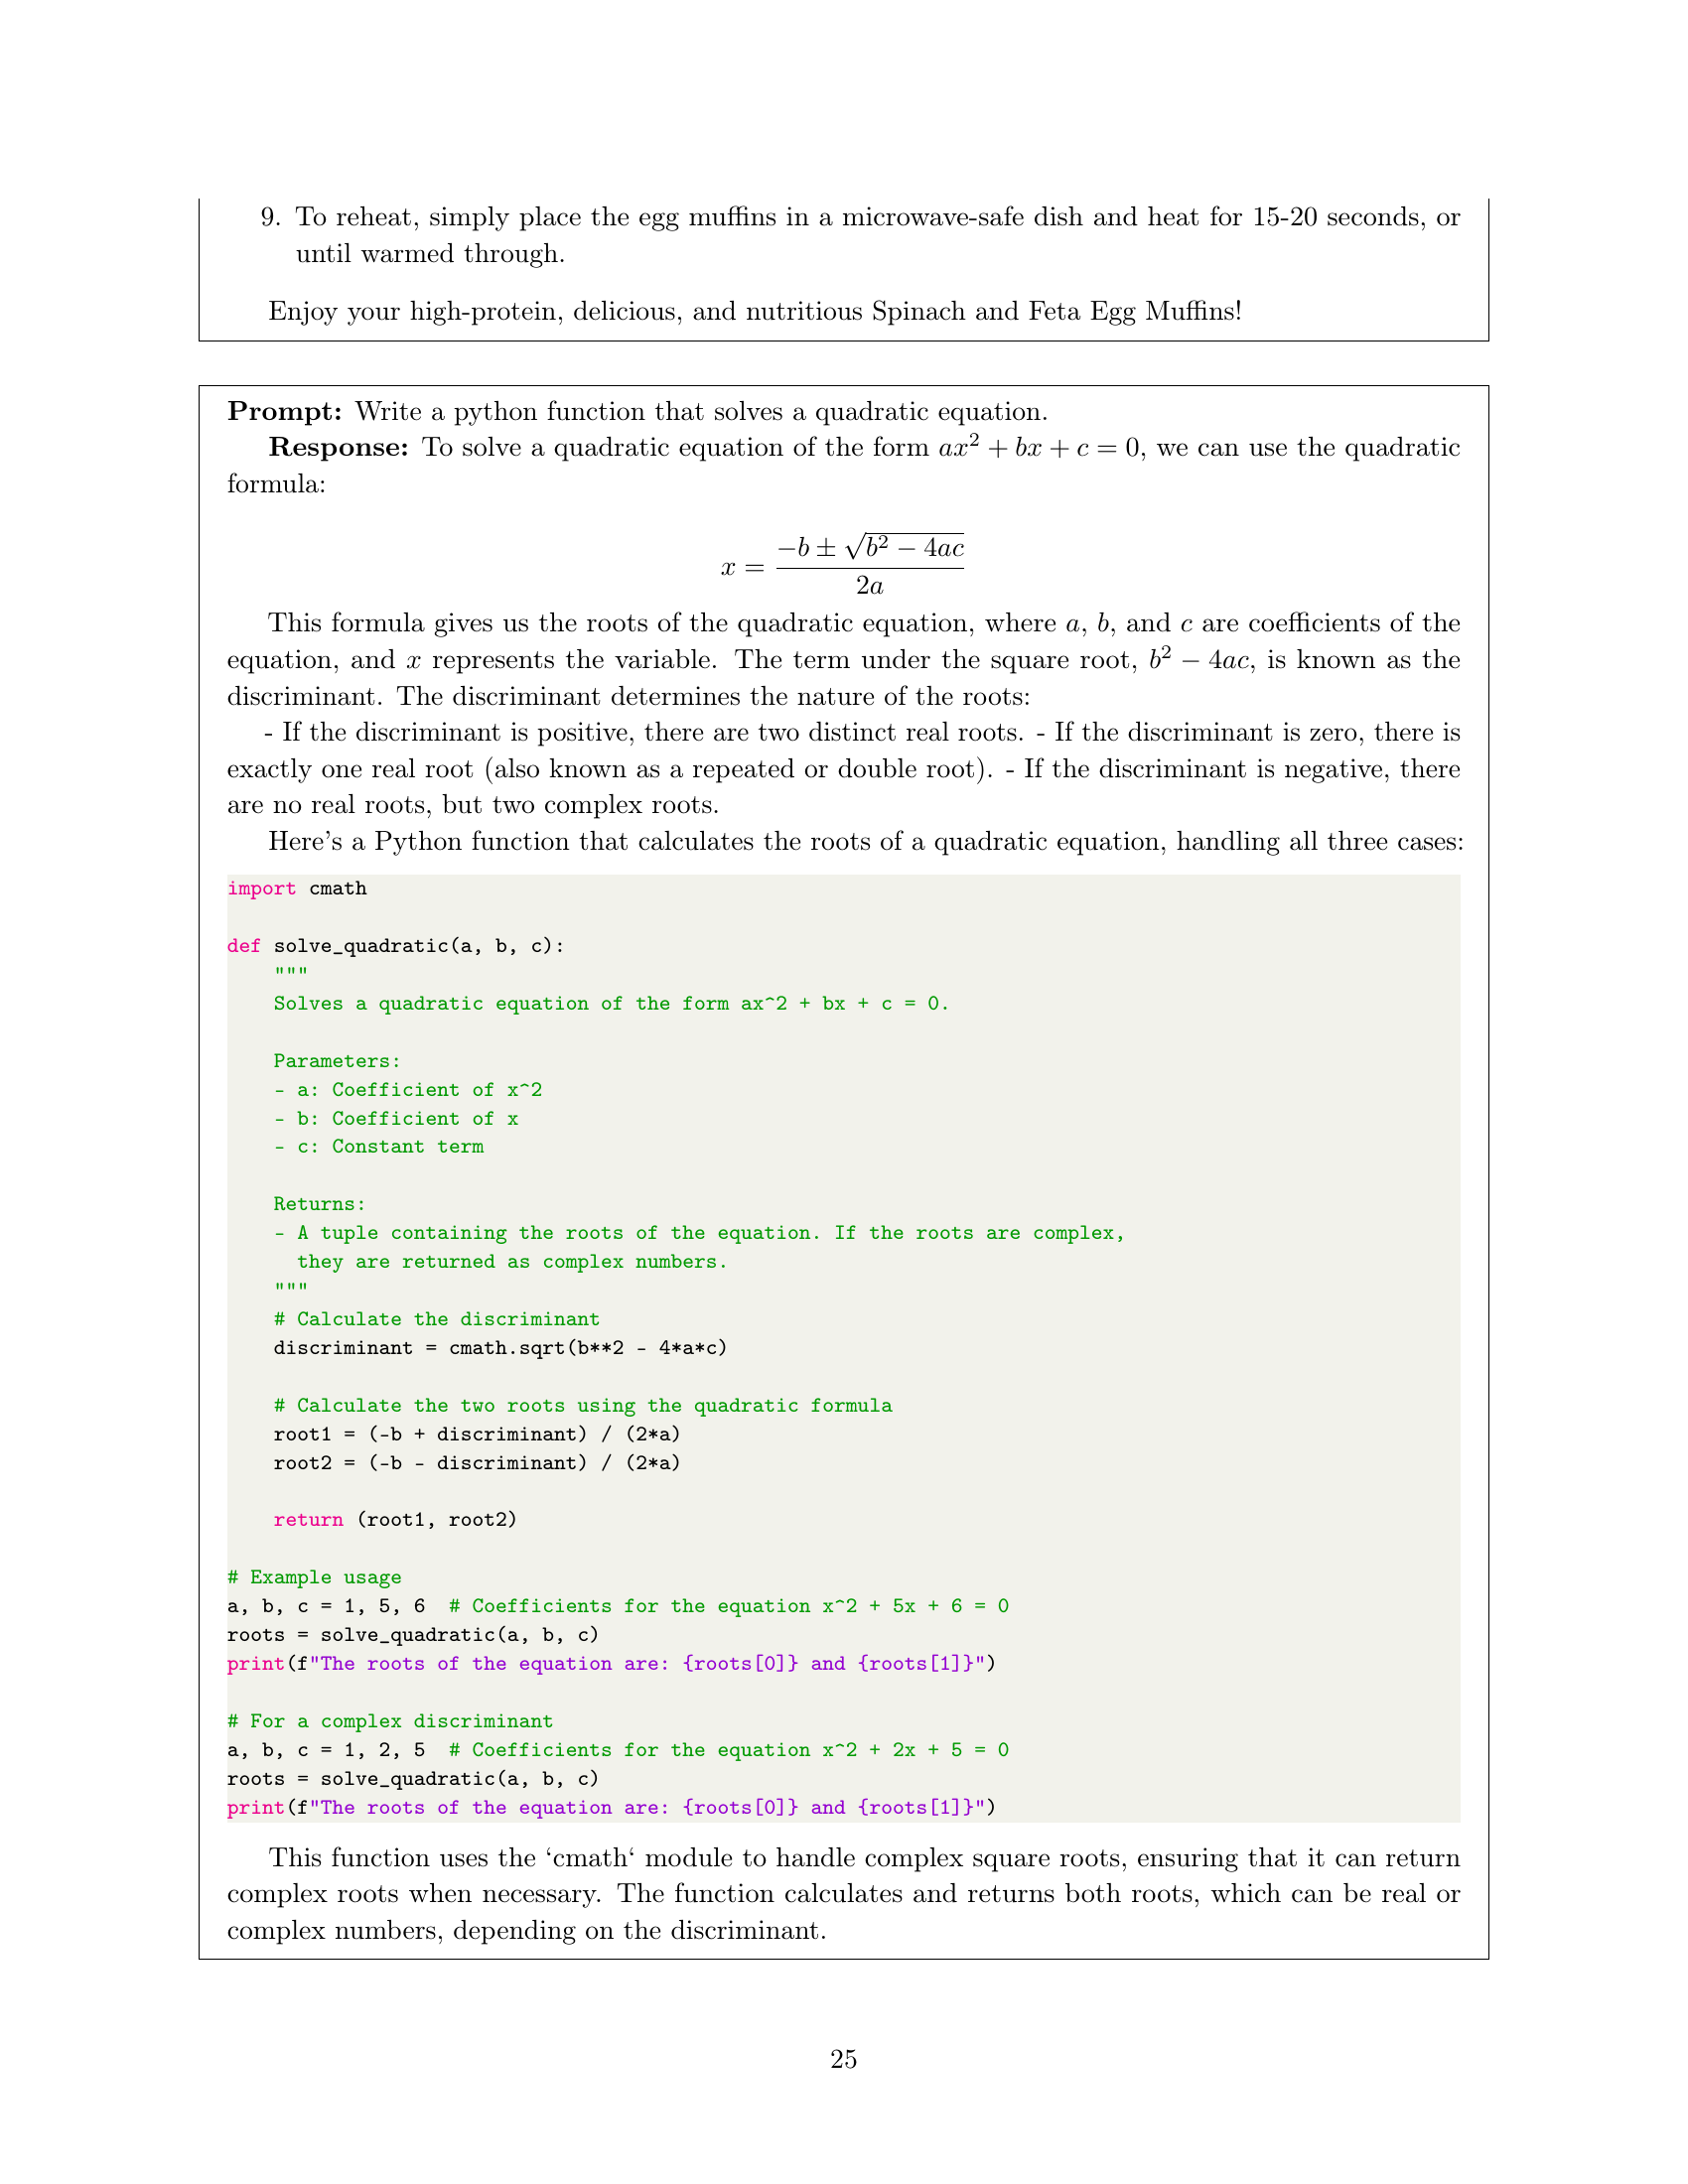 9. To reheat, simply place the egg muffins in a microwave-safe dish and heat for 15-20 seconds, or
until warmed through.
Enjoy your high-protein, delicious, and nutritious Spinach and Feta Egg Muffins!
Prompt: Write a python function that solves a quadratic equation.
Response: To solve a quadratic equation of the form ax² + bx + c = 0, we can use the quadratic
formula:
x = (−b ± √(b² − 4ac)) / 2a
This formula gives us the roots of the quadratic equation, where a, b, and c are coefficients of the
equation, and x represents the variable. The term under the square root, b² − 4ac, is known as the
discriminant. The discriminant determines the nature of the roots:
- If the discriminant is positive, there are two distinct real roots. - If the discriminant is zero, there is
exactly one real root (also known as a repeated or double root). - If the discriminant is negative, there
are no real roots, but two complex roots.
Here's a Python function that calculates the roots of a quadratic equation, handling all three cases:
import cmath
def solve_quadratic(a, b, c):
    """
    Solves a quadratic equation of the form ax^2 + bx + c = 0.
    Parameters:
    - a: Coefficient of x^2
    - b: Coefficient of x
    - c: Constant term
    Returns:
    - A tuple containing the roots of the equation. If the roots are complex,
      they are returned as complex numbers.
    """
    # Calculate the discriminant
    discriminant = cmath.sqrt(b**2 - 4*a*c)
    # Calculate the two roots using the quadratic formula
    root1 = (-b + discriminant) / (2*a)
    root2 = (-b - discriminant) / (2*a)
    return (root1, root2)
# Example usage
a, b, c = 1, 5, 6  # Coefficients for the equation x^2 + 5x + 6 = 0
roots = solve_quadratic(a, b, c)
print(f"The roots of the equation are: {roots[0]} and {roots[1]}")
# For a complex discriminant
a, b, c = 1, 2, 5  # Coefficients for the equation x^2 + 2x + 5 = 0
roots = solve_quadratic(a, b, c)
print(f"The roots of the equation are: {roots[0]} and {roots[1]}")
This function uses the ‘cmath‘ module to handle complex square roots, ensuring that it can return
complex roots when necessary. The function calculates and returns both roots, which can be real or
complex numbers, depending on the discriminant.
25